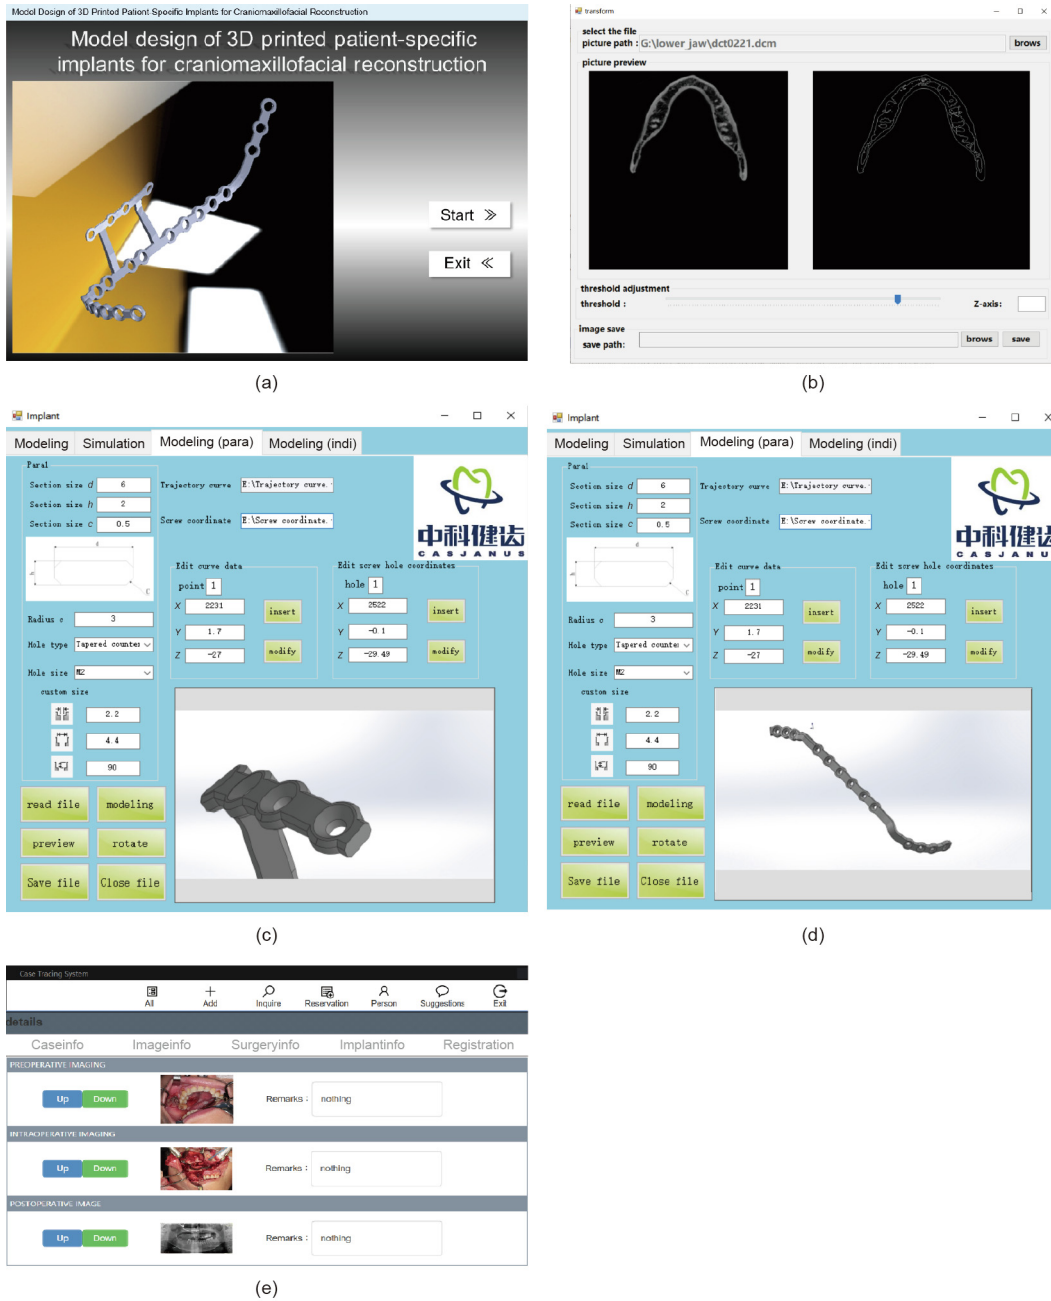 Model Design of 3D Printed Patient-Specific Implants for Craniomaxillofacial Reconstruction
Model design of 3D printed patient-specific
implants for craniomaxillofacial reconstruction
Start ≫
Exit ≪
(a)
transform
select the file
picture path : G:\lower jaw\dct0221.dcm brows
picture preview
threshold adjustment
threshold : Z-axis:
image save
save path: brows save
(b)
Implant
Modeling Simulation Modeling (para) Modeling (indi)
Paral
Section size d 6 Trajectory curve E:\Trajectory curve.
Section size h 2
Section size c 0.5 Screw coordinate E:\Screw coordinate.
中科健齿
CASJANUS
d
h
C
Edit curve data Edit screw hole coordinates
point 1 hole 1
X 2231 insert X 2522 insert
Radius c 3
Y 1.7 Y -0.1
Hole type Tapered counter
Z -27 modify Z -29.49 modify
Hole size M2
custom size
2.2
4.4
90
read file modeling
preview rotate
Save file Close file
(c)
Implant
Modeling Simulation Modeling (para) Modeling (indi)
Paral
Section size d 6 Trajectory curve E:\Trajectory curve.
Section size h 2
Section size c 0.5 Screw coordinate E:\Screw coordinate.
中科健齿
CASJANUS
d
h
C
Edit curve data Edit screw hole coordinates
point 1 hole 1
X 2231 insert X 2522 insert
Radius c 3
Y 1.7 Y -0.1
Hole type Tapered counter
Z -27 modify Z -29.49 modify
Hole size M2
custom size
2.2
4.4
90
read file modeling
preview rotate
Save file Close file
(d)
Case Tracing System
All Add Inquire Reservation Person Suggestions Exit
details
Caseinfo Imageinfo Surgeryinfo Implantinfo Registration
PREOPERATIVE IMAGING
Up Down Remarks : nothing
INTRAOPERATIVE IMAGING
Up Down Remarks : nothing
POSTOPERATIVE IMAGE
Up Down Remarks : nothing
(e)